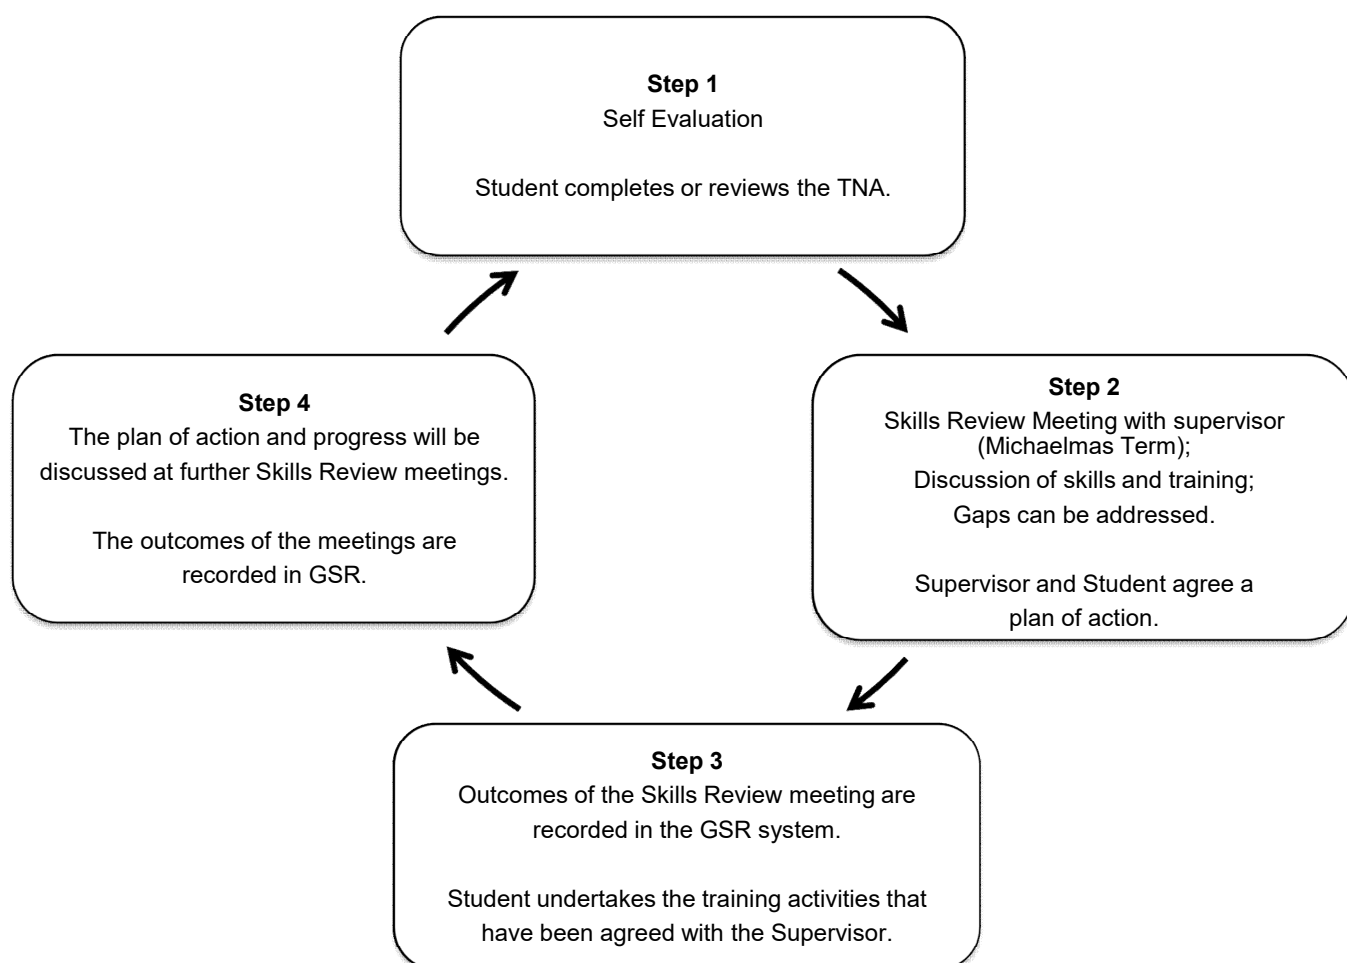 Step 1
Self Evaluation
Student completes or reviews the TNA.
Step 2
Skills Review Meeting with supervisor
(Michaelmas Term);
Discussion of skills and training;
Gaps can be addressed.
Supervisor and Student agree a
plan of action.
Step 3
Outcomes of the Skills Review meeting are
recorded in the GSR system.
Student undertakes the training activities that
have been agreed with the Supervisor.
Step 4
The plan of action and progress will be
discussed at further Skills Review meetings.
The outcomes of the meetings are
recorded in GSR.